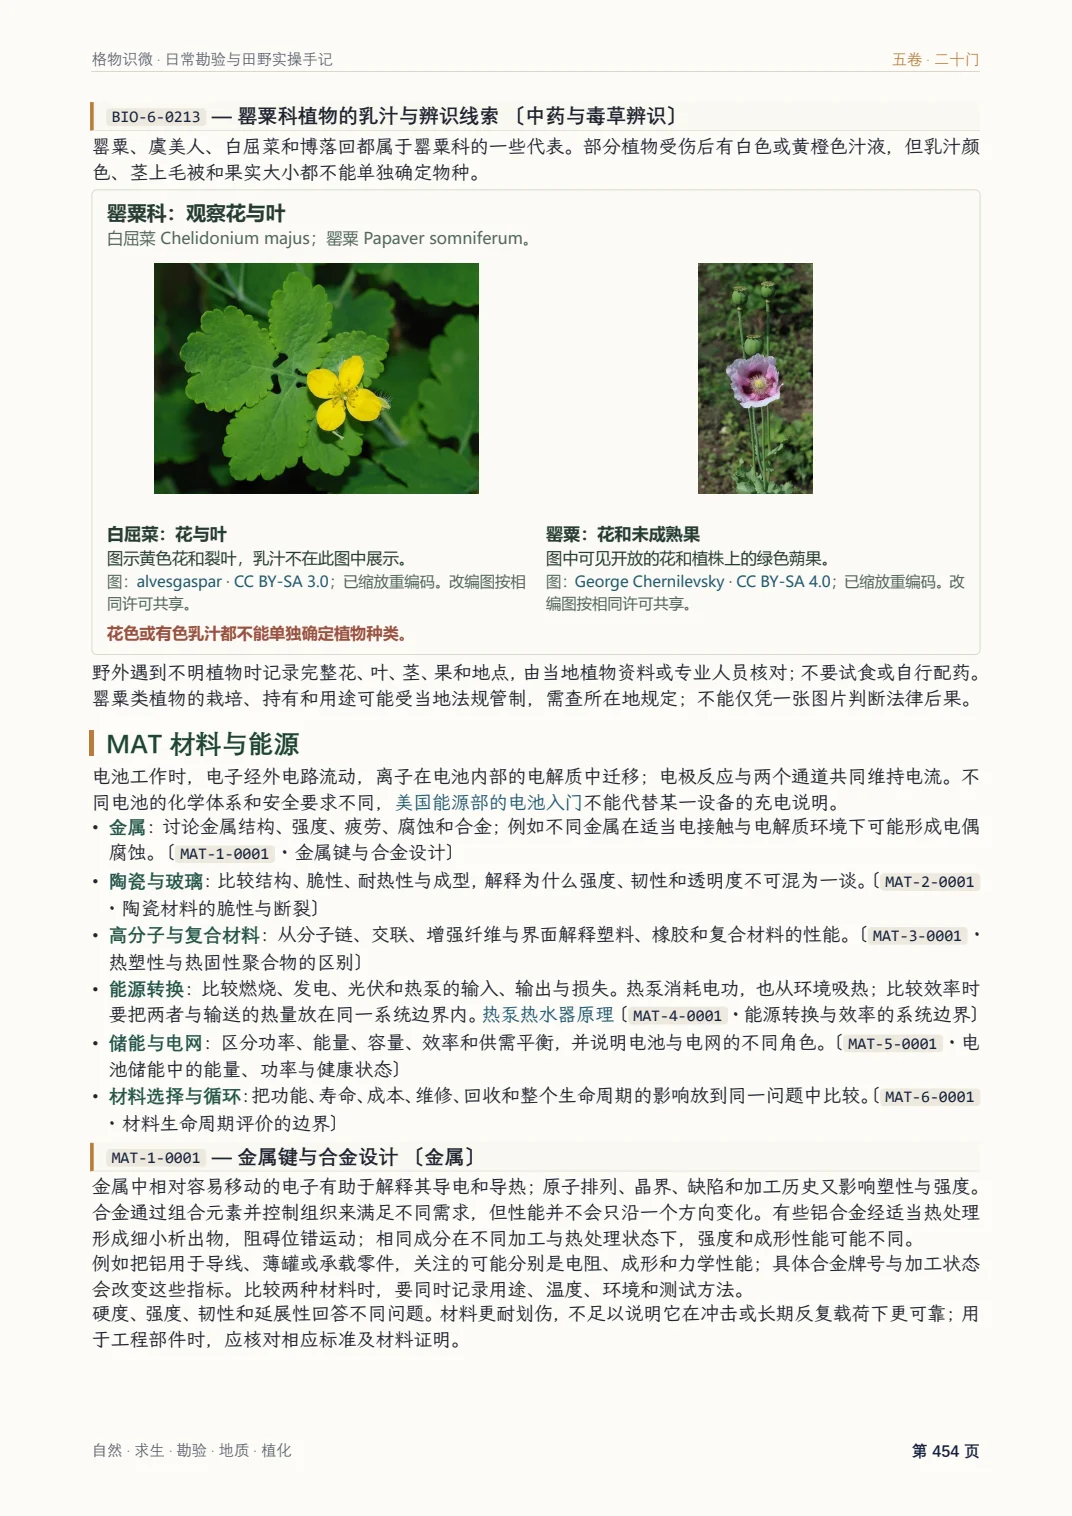 格物识微 · 日常勘验与田野实操手记
五卷 · 二十门
BIO-6-0213 — 罂粟科植物的乳汁与辨识线索 〔中药与毒草辨识〕
罂粟、虞美人、白屈菜和博落回都属于罂粟科的一些代表。部分植物受伤后有白色或黄橙色汁液，但乳汁颜
色、茎上毛被和果实大小都不能单独确定物种。
罂粟科：观察花与叶
白屈菜 Chelidonium majus；罂粟 Papaver somniferum。
白屈菜：花与叶
图示黄色花和裂叶，乳汁不在此图中展示。
图：alvesgaspar · CC BY-SA 3.0；已缩放重编码。改编图按相
同许可共享。
罂粟：花和未成熟果
图中可见开放的花和植株上的绿色蒴果。
图：George Chernilevsky · CC BY-SA 4.0；已缩放重编码。改
编图按相同许可共享。
花色或有色乳汁都不能单独确定植物种类。
野外遇到不明植物时记录完整花、叶、茎、果和地点，由当地植物资料或专业人员核对；不要试食或自行配药。
罂粟类植物的栽培、持有和用途可能受当地法规管制，需查所在地规定；不能仅凭一张图片判断法律后果。
MAT 材料与能源
电池工作时，电子经外电路流动，离子在电池内部的电解质中迁移；电极反应与两个通道共同维持电流。不
同电池的化学体系和安全要求不同，美国能源部的电池入门不能代替某一设备的充电说明。
• 金属：讨论金属结构、强度、疲劳、腐蚀和合金；例如不同金属在适当电接触与电解质环境下可能形成电偶
腐蚀。〔MAT-1-0001 · 金属键与合金设计〕
• 陶瓷与玻璃：比较结构、脆性、耐热性与成型，解释为什么强度、韧性和透明度不可混为一谈。〔MAT-2-0001
· 陶瓷材料的脆性与断裂〕
• 高分子与复合材料：从分子链、交联、增强纤维与界面解释塑料、橡胶和复合材料的性能。〔MAT-3-0001 ·
热塑性与热固性聚合物的区别〕
• 能源转换：比较燃烧、发电、光伏和热泵的输入、输出与损失。热泵消耗电功，也从环境吸热；比较效率时
要把两者与输送的热量放在同一系统边界内。热泵热水器原理〔MAT-4-0001 · 能源转换与效率的系统边界〕
• 储能与电网：区分功率、能量、容量、效率和供需平衡，并说明电池与电网的不同角色。〔MAT-5-0001 · 电
池储能中的能量、功率与健康状态〕
• 材料选择与循环：把功能、寿命、成本、维修、回收和整个生命周期的影响放到同一问题中比较。〔MAT-6-0001
· 材料生命周期评价的边界〕
MAT-1-0001 — 金属键与合金设计 〔金属〕
金属中相对容易移动的电子有助于解释其导电和导热；原子排列、晶界、缺陷和加工历史又影响塑性与强度。
合金通过组合元素并控制组织来满足不同需求，但性能并不会只沿一个方向变化。有些铝合金经适当热处理
形成细小析出物，阻碍位错运动；相同成分在不同加工与热处理状态下，强度和成形性能可能不同。
例如把铝用于导线、薄罐或承载零件，关注的可能分别是电阻、成形和力学性能；具体合金牌号与加工状态
会改变这些指标。比较两种材料时，要同时记录用途、温度、环境和测试方法。
硬度、强度、韧性和延展性回答不同问题。材料更耐划伤，不足以说明它在冲击或长期反复载荷下更可靠；用
于工程部件时，应核对相应标准及材料证明。
自然 · 求生 · 勘验 · 地质 · 植化
第 454 页